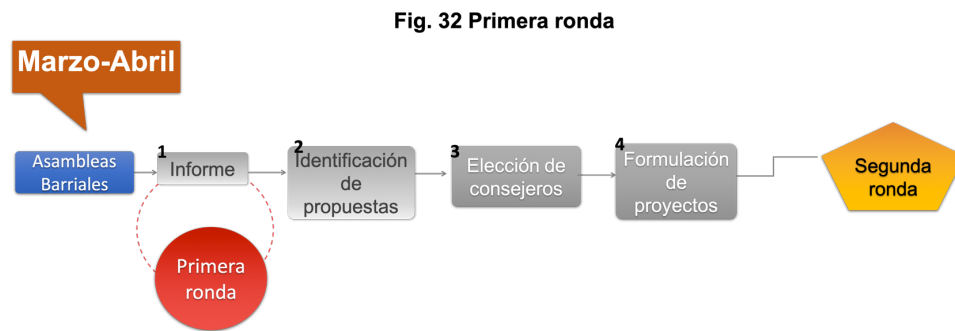 Fig. 32 Primera ronda
Marzo-Abril
Asambleas
Barriales
1
Informe
2
Identificación
de
propuestas
3
Elección de
consejeros
4
Formulación
de
proyectos
Segunda
ronda
Primera
ronda